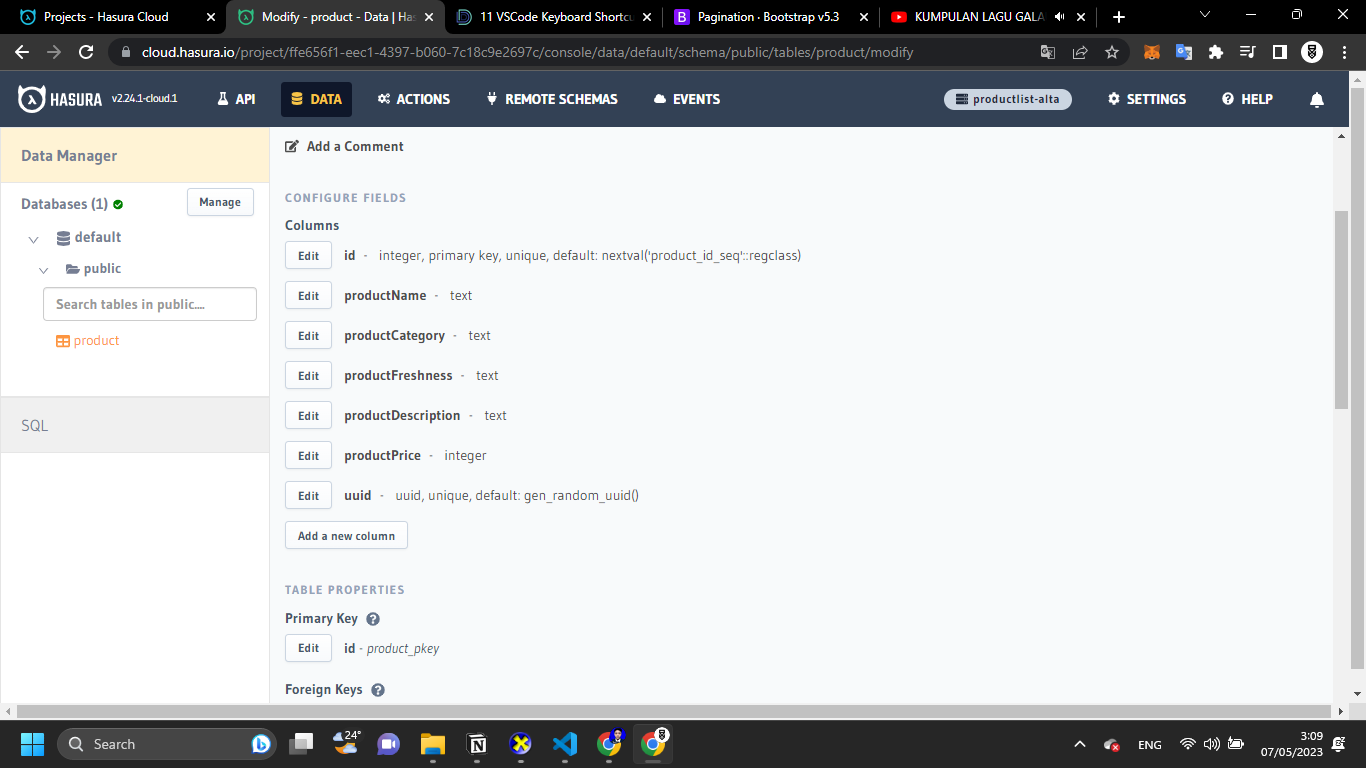 Projects - Hasura Cloud
Modify - product - Data | Has
11 VSCode Keyboard Shortcu
Pagination · Bootstrap v5.3
KUMPULAN LAGU GALA
cloud.hasura.io/project/ffe656f1-eec1-4397-b060-7c18c9e2697c/console/data/default/schema/public/tables/product/modify
HASURA v2.24.1-cloud.1 API DATA ACTIONS REMOTE SCHEMAS EVENTS productlist-alta SETTINGS HELP
Data Manager
Databases (1) Manage
default
public
Search tables in public....
product
SQL
Add a Comment
CONFIGURE FIELDS
Columns
Edit id - integer, primary key, unique, default: nextval('product_id_seq'::regclass)
Edit productName - text
Edit productCategory - text
Edit productFreshness - text
Edit productDescription - text
Edit productPrice - integer
Edit uuid - uuid, unique, default: gen_random_uuid()
Add a new column
TABLE PROPERTIES
Primary Key
Edit id - product_pkey
Foreign Keys
Search
24°
ENG
3:09
07/05/2023